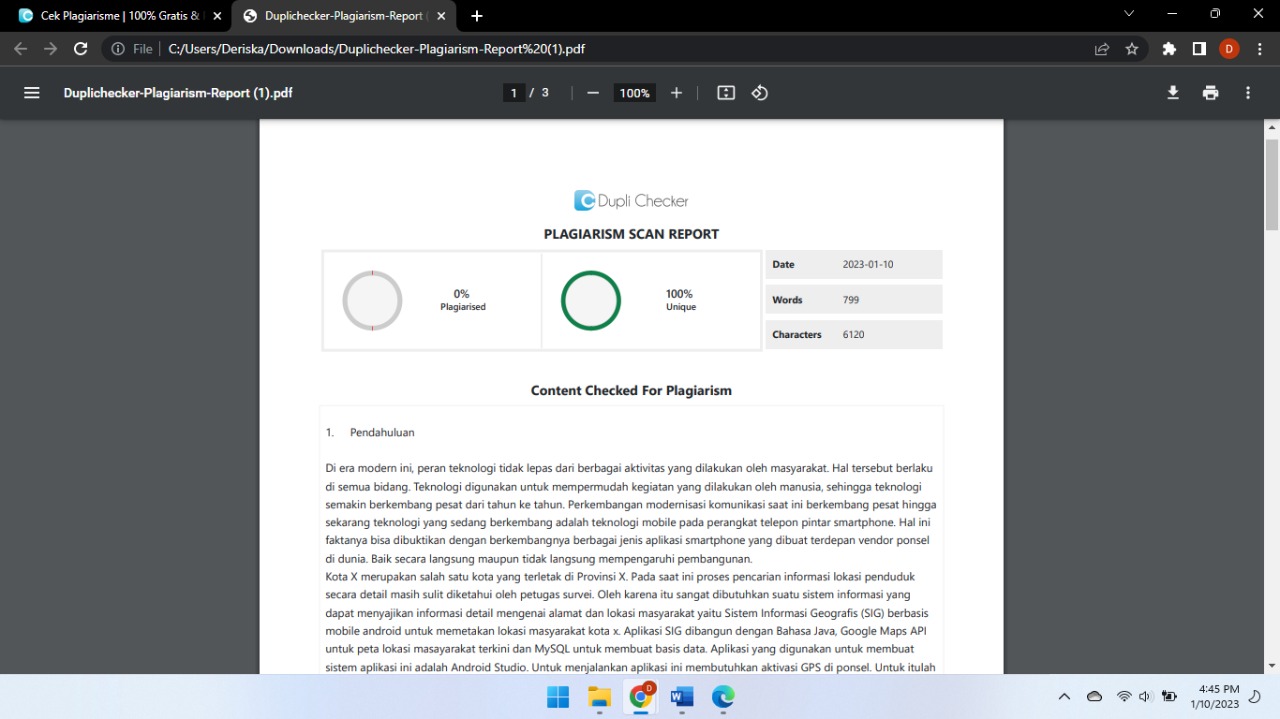 Cek Plagiarisme | 100% Gratis &
Duplichecker-Plagiarism-Report (
File
C:/Users/Deriska/Downloads/Duplichecker-Plagiarism-Report%20(1).pdf
D
Duplichecker-Plagiarism-Report (1).pdf
1 / 3
100%
Dupli Checker
PLAGIARISM SCAN REPORT
0%
Plagiarised
100%
Unique
Date 2023-01-10
Words 799
Characters 6120
Content Checked For Plagiarism
1. Pendahuluan
Di era modern ini, peran teknologi tidak lepas dari berbagai aktivitas yang dilakukan oleh masyarakat. Hal tersebut berlaku
di semua bidang. Teknologi digunakan untuk mempermudah kegiatan yang dilakukan oleh manusia, sehingga teknologi
semakin berkembang pesat dari tahun ke tahun. Perkembangan modernisasi komunikasi saat ini berkembang pesat hingga
sekarang teknologi yang sedang berkembang adalah teknologi mobile pada perangkat telepon pintar smartphone. Hal ini
faktanya bisa dibuktikan dengan berkembangnya berbagai jenis aplikasi smartphone yang dibuat terdepan vendor ponsel
di dunia. Baik secara langsung maupun tidak langsung mempengaruhi pembangunan.
Kota X merupakan salah satu kota yang terletak di Provinsi X. Pada saat ini proses pencarian informasi lokasi penduduk
secara detail masih sulit diketahui oleh petugas survei. Oleh karena itu sangat dibutuhkan suatu sistem informasi yang
dapat menyajikan informasi detail mengenai alamat dan lokasi masyarakat yaitu Sistem Informasi Geografis (SIG) berbasis
mobile android untuk memetakan lokasi masyarakat kota x. Aplikasi SIG dibangun dengan Bahasa Java, Google Maps API
untuk peta lokasi masayarakat terkini dan MySQL untuk membuat basis data. Aplikasi yang digunakan untuk membuat
sistem aplikasi ini adalah Android Studio. Untuk menjalankan aplikasi ini membutuhkan aktivasi GPS di ponsel. Untuk itulah
D
W
4:45 PM
1/10/2023